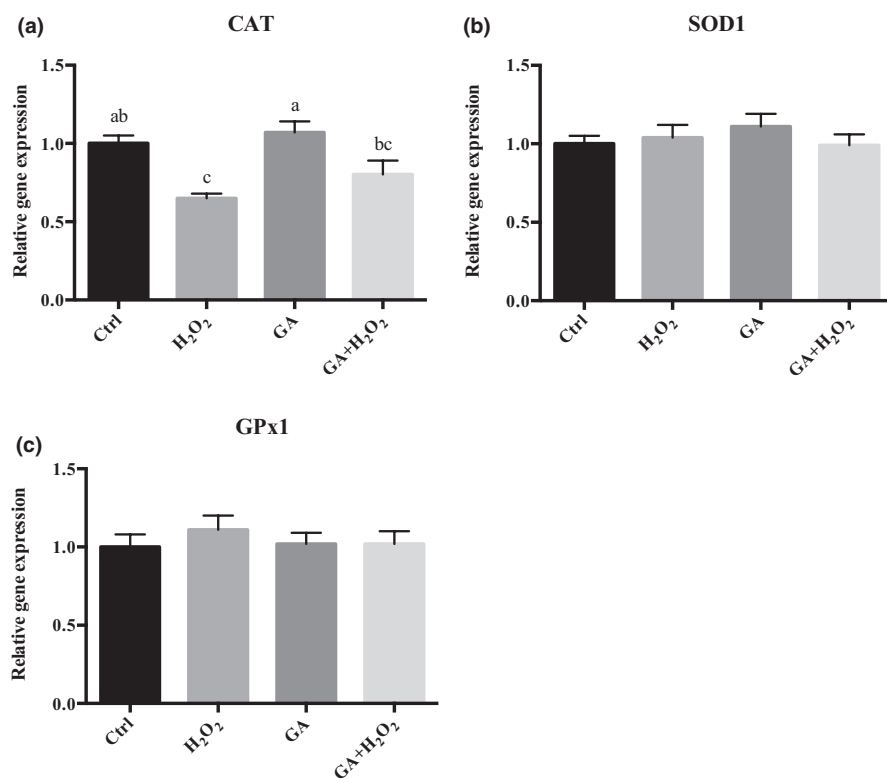 (a)
CAT
Relative gene expression
1.5
1.0
0.5
0.0
ab
c
a
bc
Ctrl
H₂O₂
GA
GA+H₂O₂
(b)
SOD1
Relative gene expression
1.5
1.0
0.5
0.0
Ctrl
H₂O₂
GA
GA+H₂O₂
(c)
GPx1
Relative gene expression
1.5
1.0
0.5
0.0
Ctrl
H₂O₂
GA
GA+H₂O₂